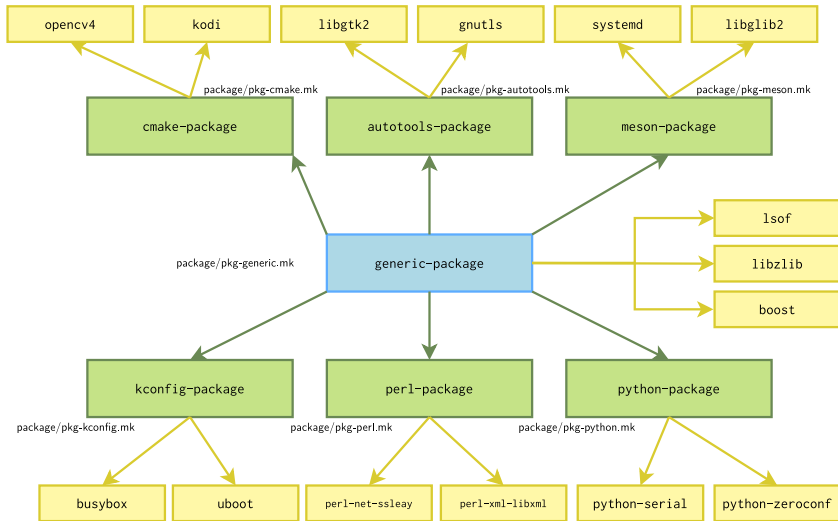 opencv4
kodi
libgtk2
gnutls
systemd
libglib2
package/pkg-cmake.mk
package/pkg-autotools.mk
package/pkg-meson.mk
cmake-package
autotools-package
meson-package
lsof
package/pkg-generic.mk
generic-package
libzlib
boost
kconfig-package
perl-package
python-package
package/pkg-kconfig.mk
package/pkg-perl.mk
package/pkg-python.mk
busybox
uboot
perl-net-ssleay
perl-xml-libxml
python-serial
python-zeroconf